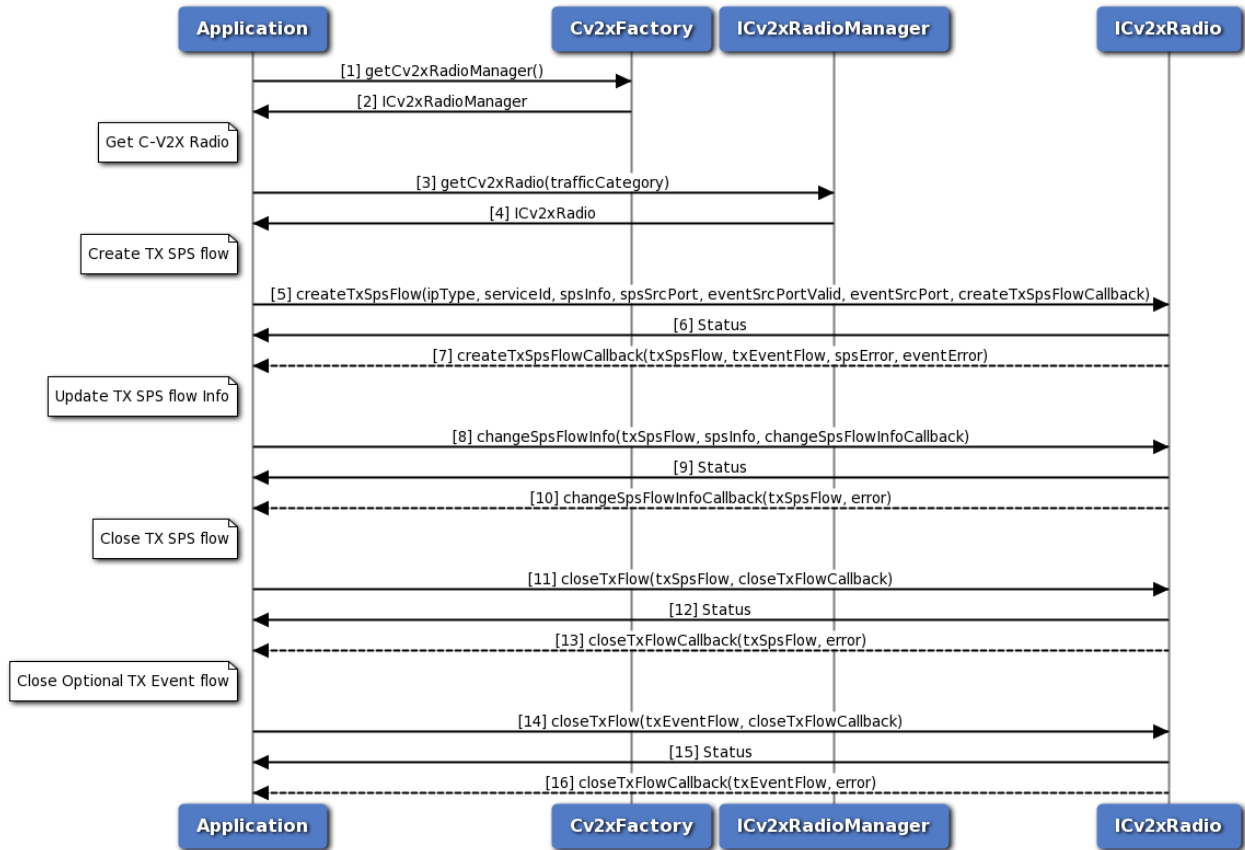 Application
Cv2xFactory
ICv2xRadioManager
ICv2xRadio
[1] getCv2xRadioManager()
[2] ICv2xRadioManager
Get C-V2X Radio
[3] getCv2xRadio(trafficCategory)
[4] ICv2xRadio
Create TX SPS flow
[5] createTxSpsFlow(ipType, serviceId, spsInfo, spsSrcPort, eventSrcPortValid, eventSrcPort, createTxSpsFlowCallback)
[6] Status
[7] createTxSpsFlowCallback(txSpsFlow, txEventFlow, spsError, eventError)
Update TX SPS flow Info
[8] changeSpsFlowInfo(txSpsFlow, spsInfo, changeSpsFlowInfoCallback)
[9] Status
[10] changeSpsFlowInfoCallback(txSpsFlow, error)
Close TX SPS flow
[11] closeTxFlow(txSpsFlow, closeTxFlowCallback)
[12] Status
[13] closeTxFlowCallback(txSpsFlow, error)
Close Optional TX Event flow
[14] closeTxFlow(txEventFlow, closeTxFlowCallback)
[15] Status
[16] closeTxFlowCallback(txEventFlow, error)
Application
Cv2xFactory
ICv2xRadioManager
ICv2xRadio